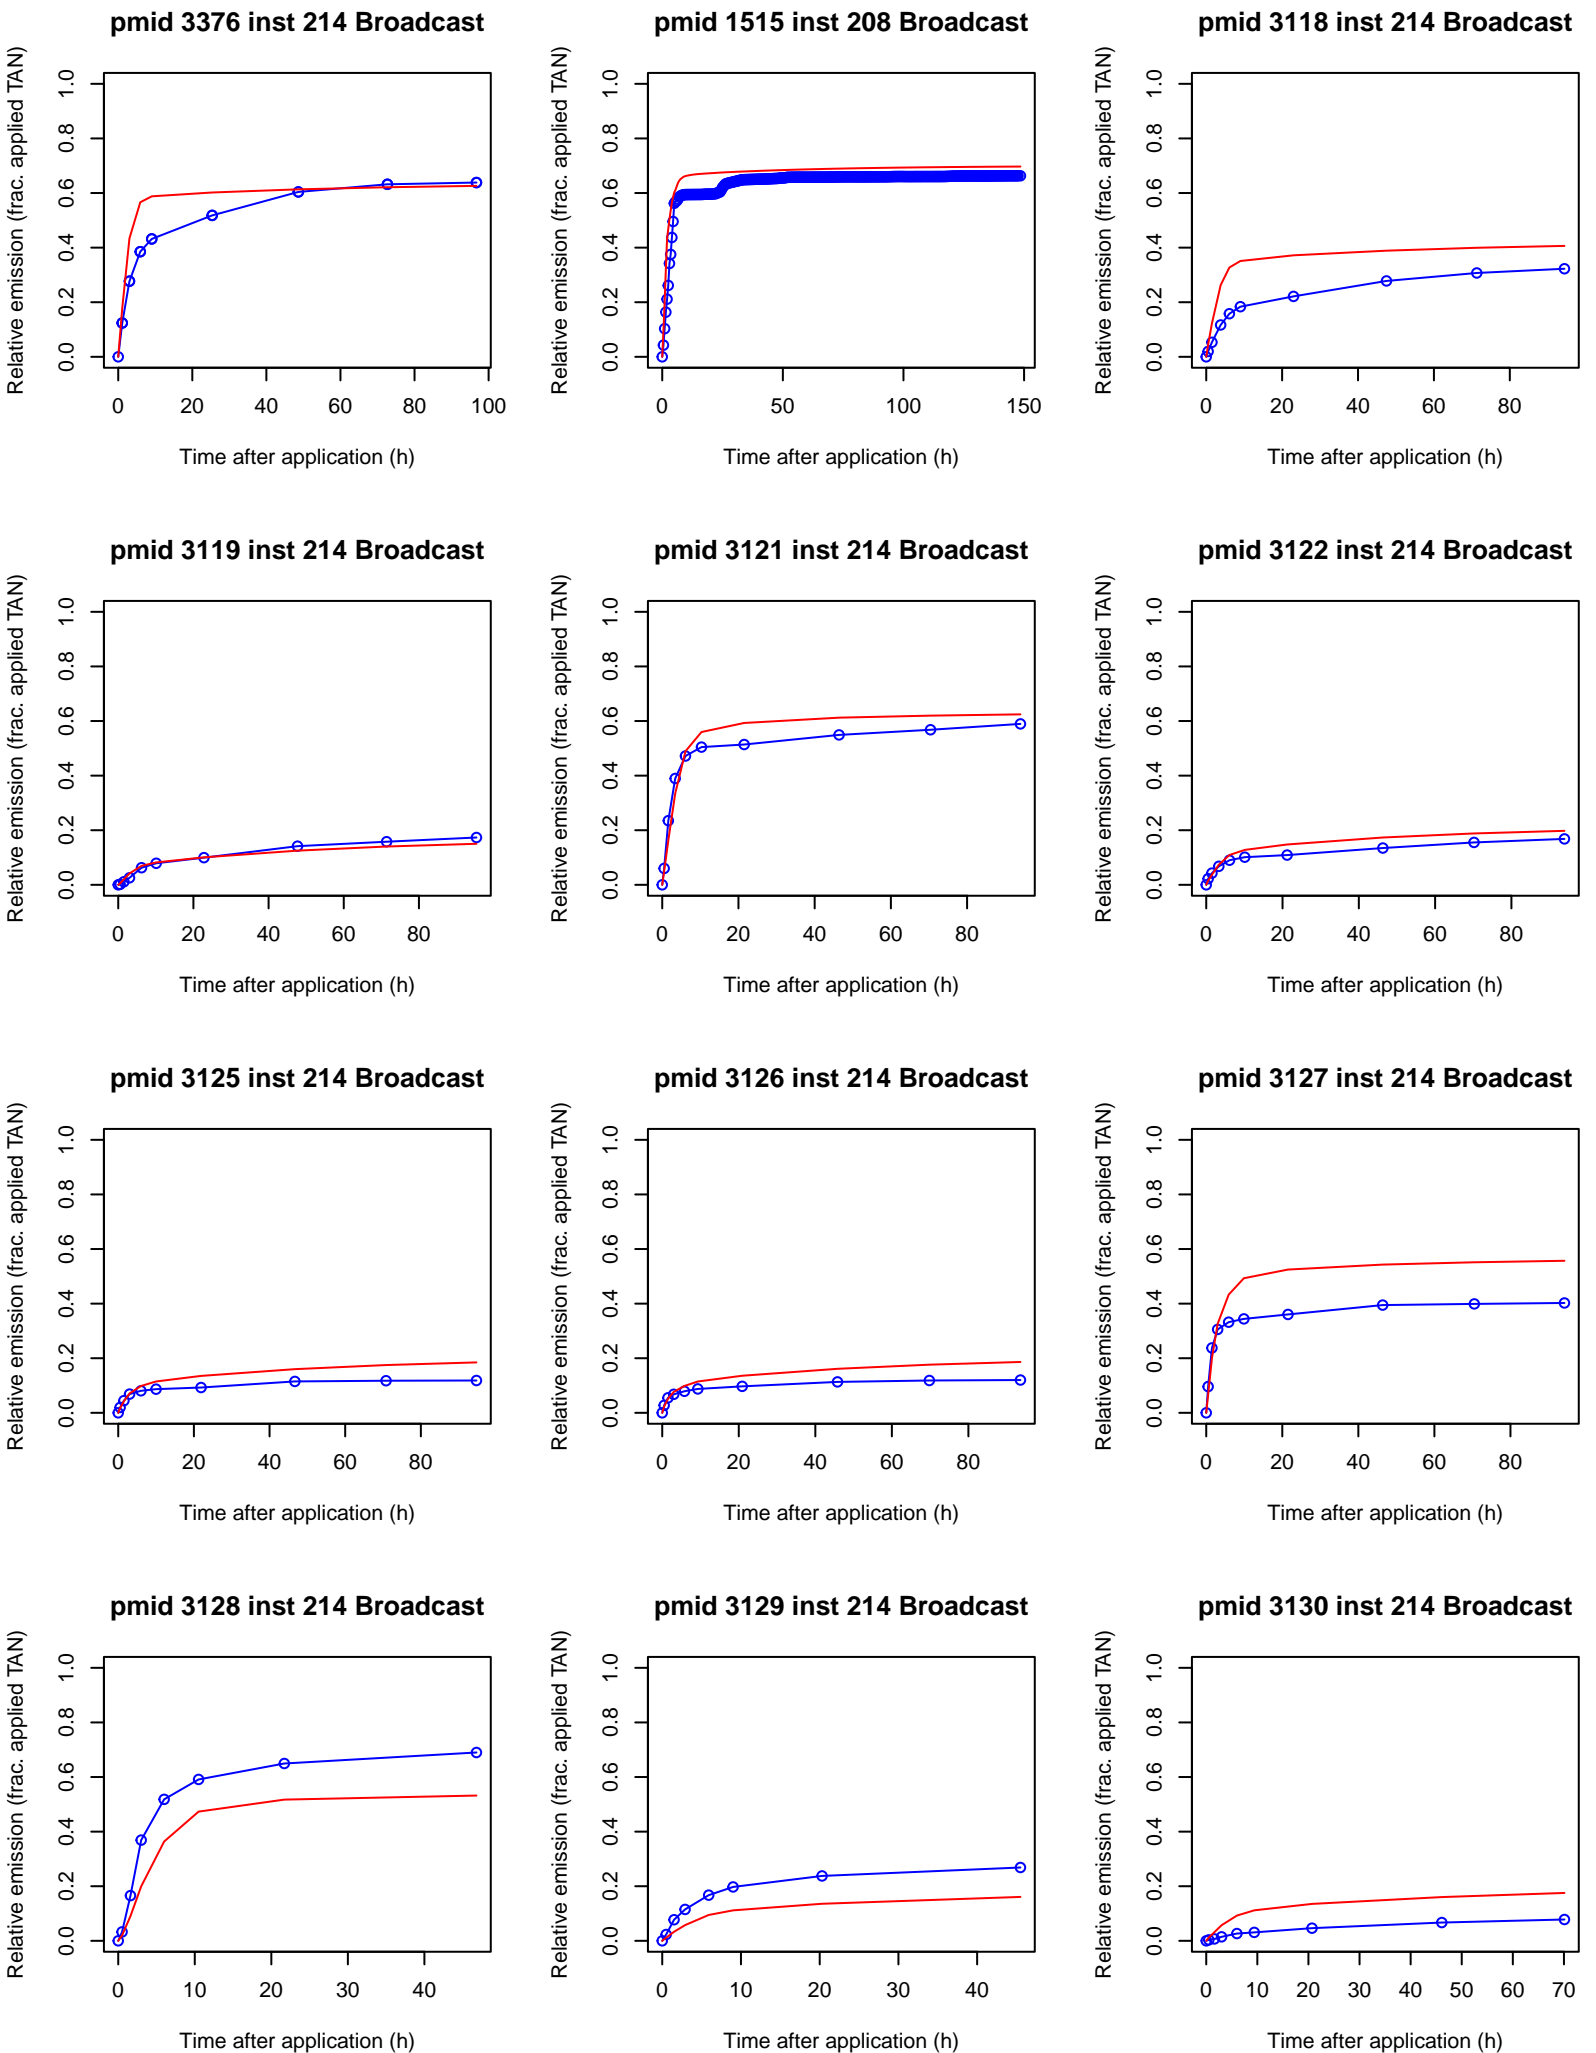 pmid 3376 inst 214 Broadcast
Relative emission (frac. applied TAN)
0.0 0.2 0.4 0.6 0.8 1.0
0 20 40 60 80 100
Time after application (h)
pmid 1515 inst 208 Broadcast
Relative emission (frac. applied TAN)
0.0 0.2 0.4 0.6 0.8 1.0
0 50 100 150
Time after application (h)
pmid 3118 inst 214 Broadcast
Relative emission (frac. applied TAN)
0.0 0.2 0.4 0.6 0.8 1.0
0 20 40 60 80
Time after application (h)
pmid 3119 inst 214 Broadcast
Relative emission (frac. applied TAN)
0.0 0.2 0.4 0.6 0.8 1.0
0 20 40 60 80
Time after application (h)
pmid 3121 inst 214 Broadcast
Relative emission (frac. applied TAN)
0.0 0.2 0.4 0.6 0.8 1.0
0 20 40 60 80
Time after application (h)
pmid 3122 inst 214 Broadcast
Relative emission (frac. applied TAN)
0.0 0.2 0.4 0.6 0.8 1.0
0 20 40 60 80
Time after application (h)
pmid 3125 inst 214 Broadcast
Relative emission (frac. applied TAN)
0.0 0.2 0.4 0.6 0.8 1.0
0 20 40 60 80
Time after application (h)
pmid 3126 inst 214 Broadcast
Relative emission (frac. applied TAN)
0.0 0.2 0.4 0.6 0.8 1.0
0 20 40 60 80
Time after application (h)
pmid 3127 inst 214 Broadcast
Relative emission (frac. applied TAN)
0.0 0.2 0.4 0.6 0.8 1.0
0 20 40 60 80
Time after application (h)
pmid 3128 inst 214 Broadcast
Relative emission (frac. applied TAN)
0.0 0.2 0.4 0.6 0.8 1.0
0 10 20 30 40
Time after application (h)
pmid 3129 inst 214 Broadcast
Relative emission (frac. applied TAN)
0.0 0.2 0.4 0.6 0.8 1.0
0 10 20 30 40
Time after application (h)
pmid 3130 inst 214 Broadcast
Relative emission (frac. applied TAN)
0.0 0.2 0.4 0.6 0.8 1.0
0 10 20 30 40 50 60 70
Time after application (h)